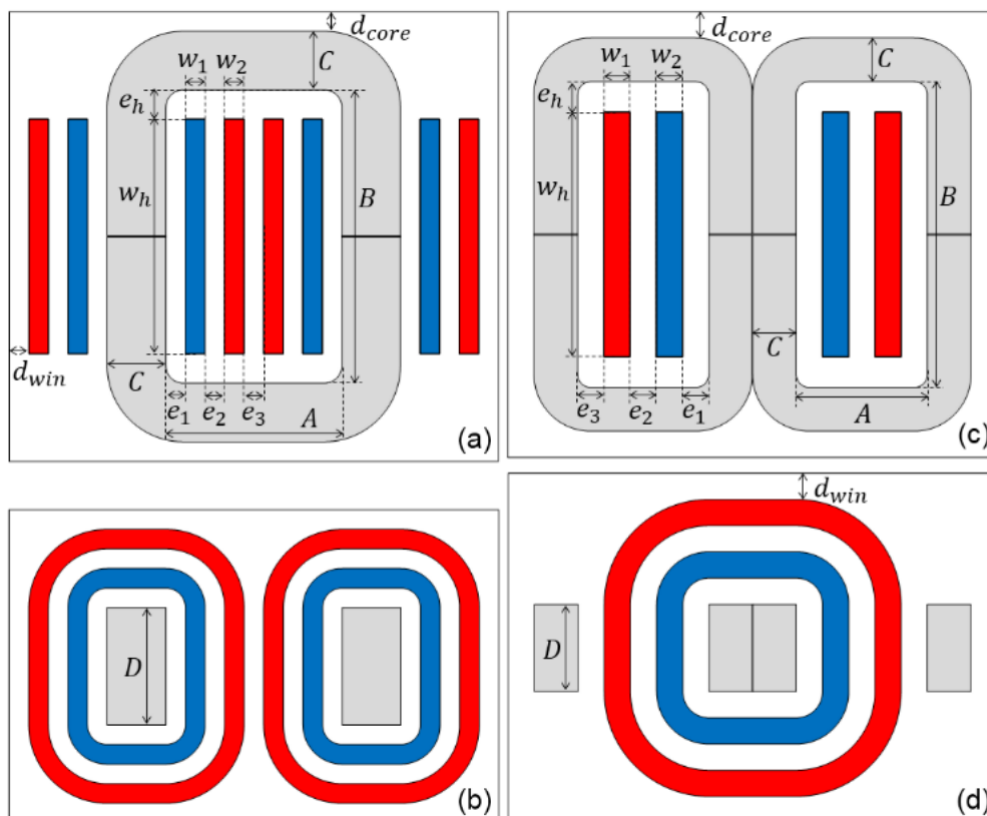 d_core
C
w_1 w_2
e_h
w_h
B
d_win
C
e_1 e_2 e_3 A
(a)
d_core
C
w_1 w_2
e_h
w_h
B
C
e_3 e_2 e_1 A
(c)
D
(b)
d_win
D
(d)